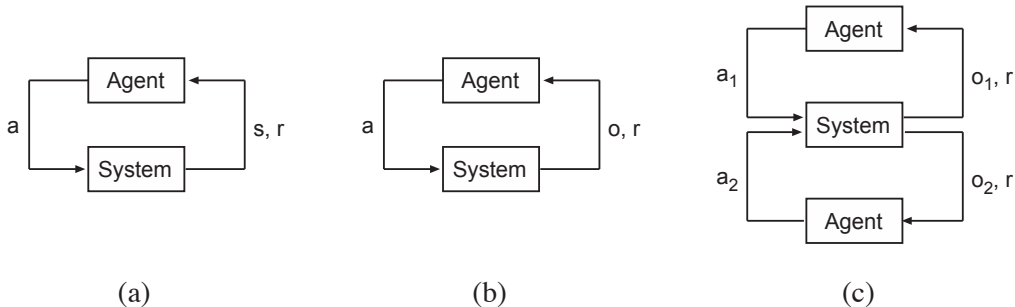 Agent
a
s, r
System
(a)
Agent
a
o, r
System
(b)
Agent
a1
o1, r
System
a2
o2, r
Agent
(c)